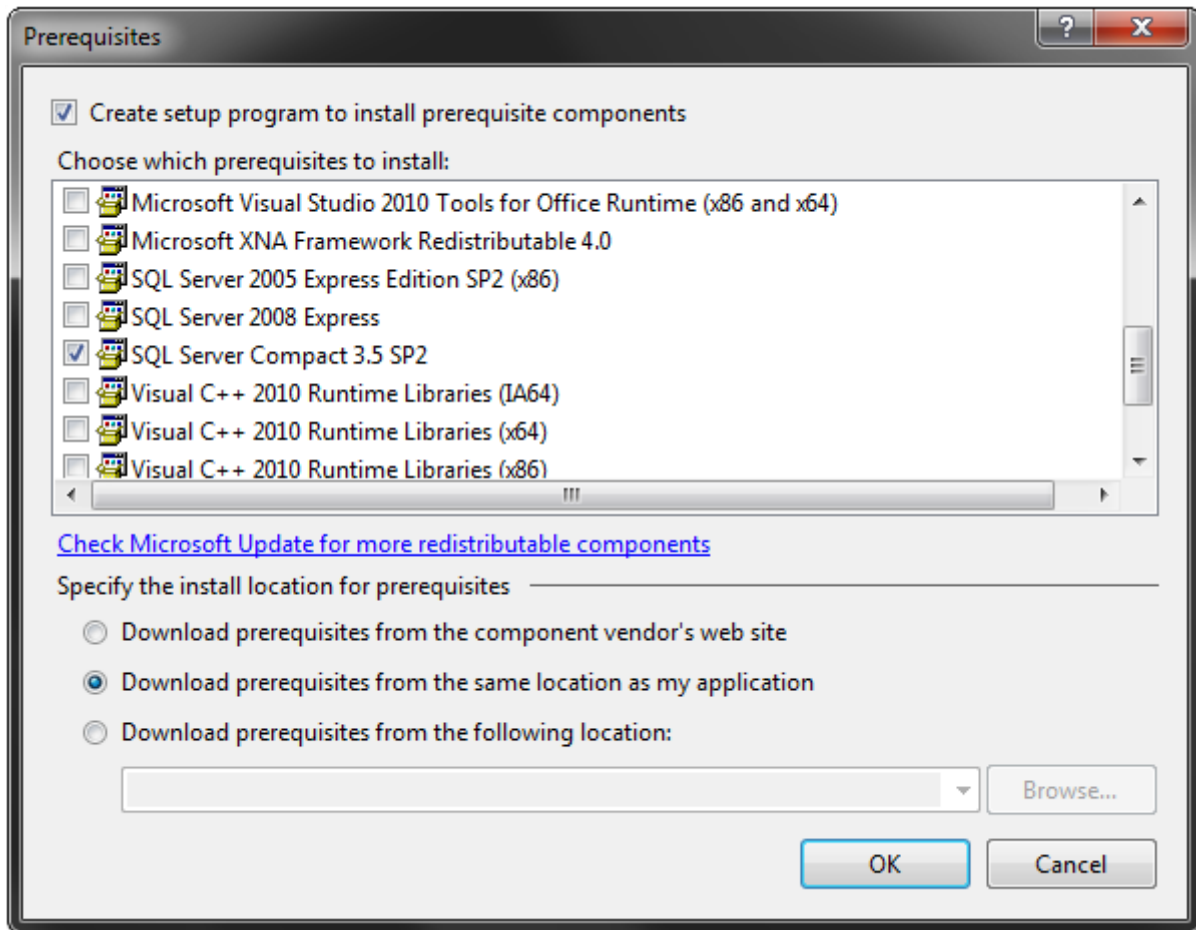 Prerequisites
Create setup program to install prerequisite components
Choose which prerequisites to install:
Microsoft Visual Studio 2010 Tools for Office Runtime (x86 and x64)
Microsoft XNA Framework Redistributable 4.0
SQL Server 2005 Express Edition SP2 (x86)
SQL Server 2008 Express
SQL Server Compact 3.5 SP2
Visual C++ 2010 Runtime Libraries (IA64)
Visual C++ 2010 Runtime Libraries (x64)
Visual C++ 2010 Runtime Libraries (x86)
Check Microsoft Update for more redistributable components
Specify the install location for prerequisites
Download prerequisites from the component vendor's web site
Download prerequisites from the same location as my application
Download prerequisites from the following location:
Browse...
OK Cancel